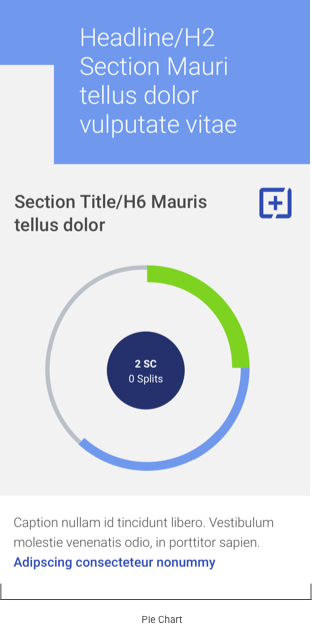 Headline/H2
Section Mauri
tellus dolor
vulputate vitae
Section Title/H6 Mauris
tellus dolor
2 SC
0 Splits
Caption nullam id tincidunt libero. Vestibulum
molestie venenatis odio, in porttitor sapien.
Adipscing consecteteur nonummy
Pie Chart